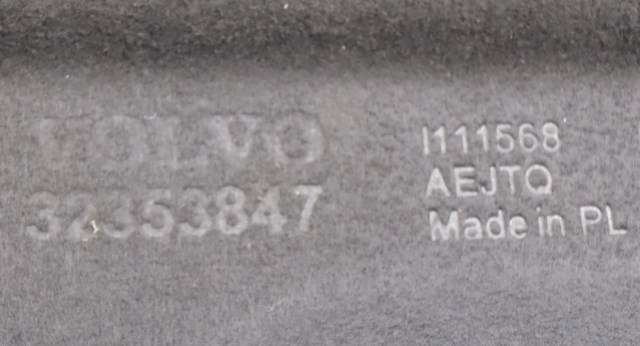 VOLVO
32353847
I111568
AEJTQ
Made in PL